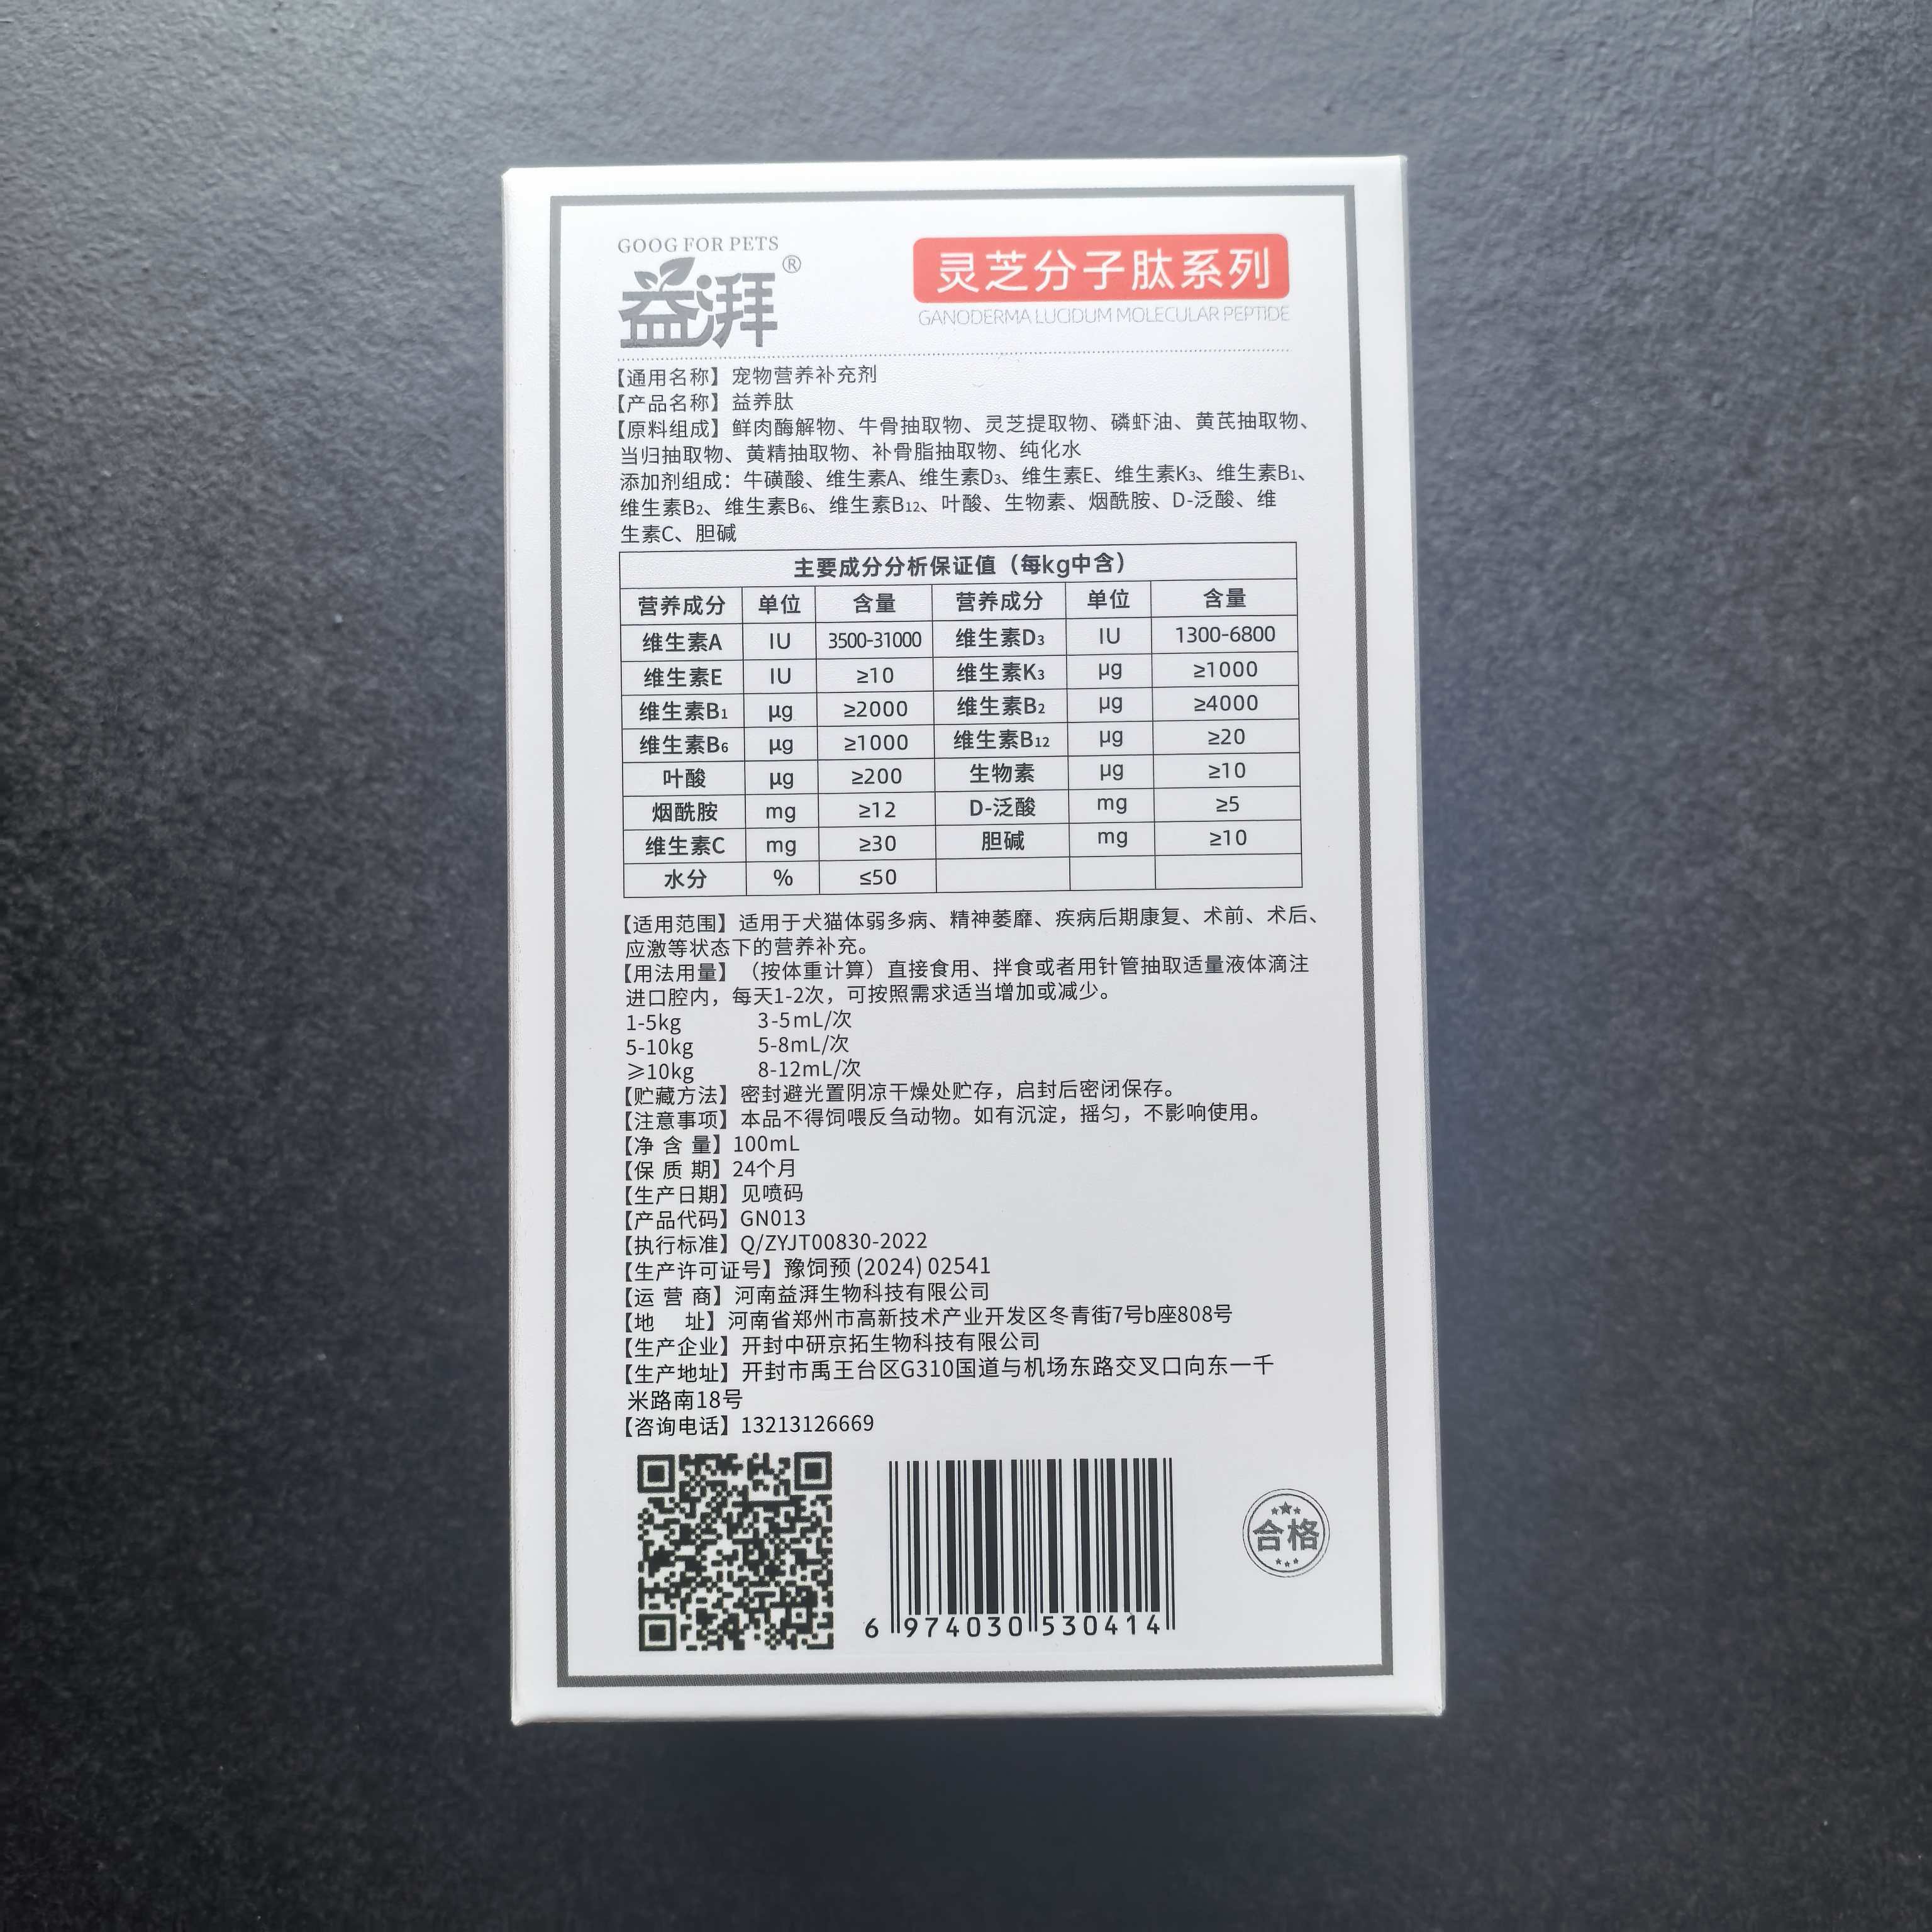 GOOG FOR PETS
益湃®
灵芝分子肽系列
GANODERMA LUCIDUM MOLECULAR PEPTIDE
【通用名称】宠物营养补充剂
【产品名称】益养肽
【原料组成】鲜肉酶解物、牛骨抽取物、灵芝提取物、磷虾油、黄芪抽取物、
当归抽取物、黄精抽取物、补骨脂抽取物、纯化水
添加剂组成：牛磺酸、维生素A、维生素D₃、维生素E、维生素K₃、维生素B₁、
维生素B₂、维生素B₆、维生素B₁₂、叶酸、生物素、烟酰胺、D-泛酸、维
生素C、胆碱
主要成分分析保证值（每kg中含）
营养成分 单位 含量 营养成分 单位 含量
维生素A IU 3500-31000 维生素D₃ IU 1300-6800
维生素E IU ≥10 维生素K₃ μg ≥1000
维生素B₁ μg ≥2000 维生素B₂ μg ≥4000
维生素B₆ μg ≥1000 维生素B₁₂ μg ≥20
叶酸 μg ≥200 生物素 μg ≥10
烟酰胺 mg ≥12 D-泛酸 mg ≥5
维生素C mg ≥30 胆碱 mg ≥10
水分 % ≤50
【适用范围】适用于犬猫体弱多病、精神萎靡、疾病后期康复、术前、术后、
应激等状态下的营养补充。
【用法用量】（按体重计算）直接食用、拌食或者用针管抽取适量液体滴注
进口腔内，每天1-2次，可按照需求适当增加或减少。
1-5kg 3-5mL/次
5-10kg 5-8mL/次
≥10kg 8-12mL/次
【贮藏方法】密封避光置阴凉干燥处贮存，启封后密闭保存。
【注意事项】本品不得饲喂反刍动物。如有沉淀，摇匀，不影响使用。
【净 含 量】100mL
【保 质 期】24个月
【生产日期】见喷码
【产品代码】GN013
【执行标准】Q/ZYJT00830-2022
【生产许可证号】豫饲预 (2024) 02541
【运 营 商】河南益湃生物科技有限公司
【地 址】河南省郑州市高新技术产业开发区冬青街7号b座808号
【生产企业】开封中研京拓生物科技有限公司
【生产地址】开封市禹王台区G310国道与机场东路交叉口向东一千
米路南18号
【咨询电话】13213126669
6 974030 530414
合格